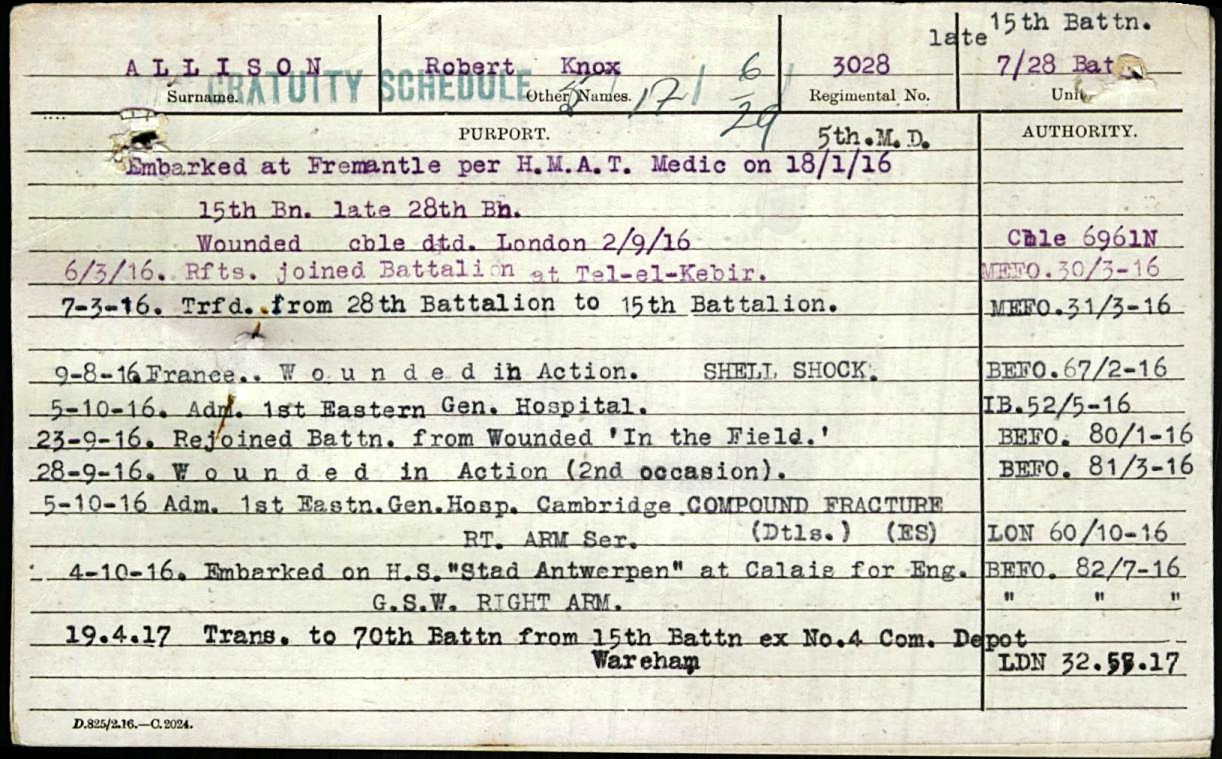 15th Battn.
late
ALLISON Robert Knox 3028 7/28 Bat
GRATUITY SCHEDULE
Surname. Other Names. 17 6/29 Regimental No. Unit
PURPORT. 5th.M.D. AUTHORITY.
Embarked at Fremantle per H.M.A.T. Medic on 18/1/16
15th Bn. late 28th Bn.
Wounded cble dtd. London 2/9/16 Cble 6961N
6/3/16. Rfts. joined Battalion at Tel-el-Kebir. MEFO.30/3-16
7-3-16. Trfd. from 28th Battalion to 15th Battalion. MEFO.31/3-16
9-8-16 France.. W o u n d e d in Action. SHELL SHOCK. BEFO.67/2-16
5-10-16. Adm. 1st Eastern Gen. Hospital. IB.52/5-16
23-9-16. Rejoined Battn. from Wounded 'In the Field.' BEFO. 80/1-16
28-9-16. W o u n d e d in Action (2nd occasion). BEFO. 81/3-16
5-10-16 Adm. 1st Eastn.Gen.Hosp. Cambridge COMPOUND FRACTURE
RT. ARM Ser. (Dtls.) (ES) LON 60/10-16
4-10-16. Embarked on H.S."Stad Antwerpen" at Calais for Eng. BEFO. 82/7-16
G.S.W. RIGHT ARM. " " "
19.4.17 Trans. to 70th Battn from 15th Battn ex No.4 Com. Depot
Wareham LDN 32.55.17
D.825/2.16.—C.2024.